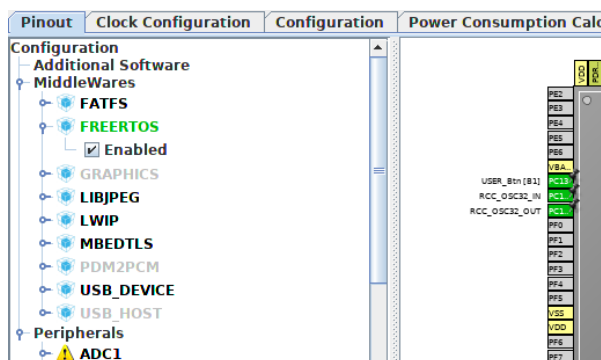 Pinout
Clock Configuration
Configuration
Power Consumption Calc
Configuration
Additional Software
MiddleWares
FATFS
FREERTOS
Enabled
GRAPHICS
LIBJPEG
LWIP
MBEDTLS
PDM2PCM
USB_DEVICE
USB_HOST
Peripherals
ADC1
VDD
PDR..
PE2
PE3
PE4
PE5
PE6
VBA..
USER_Btn [B1]
PC13
RCC_OSC32_IN
PC1..
RCC_OSC32_OUT
PC1..
PF0
PF1
PF2
PF3
PF4
PF5
VSS
VDD
PF6
PF7